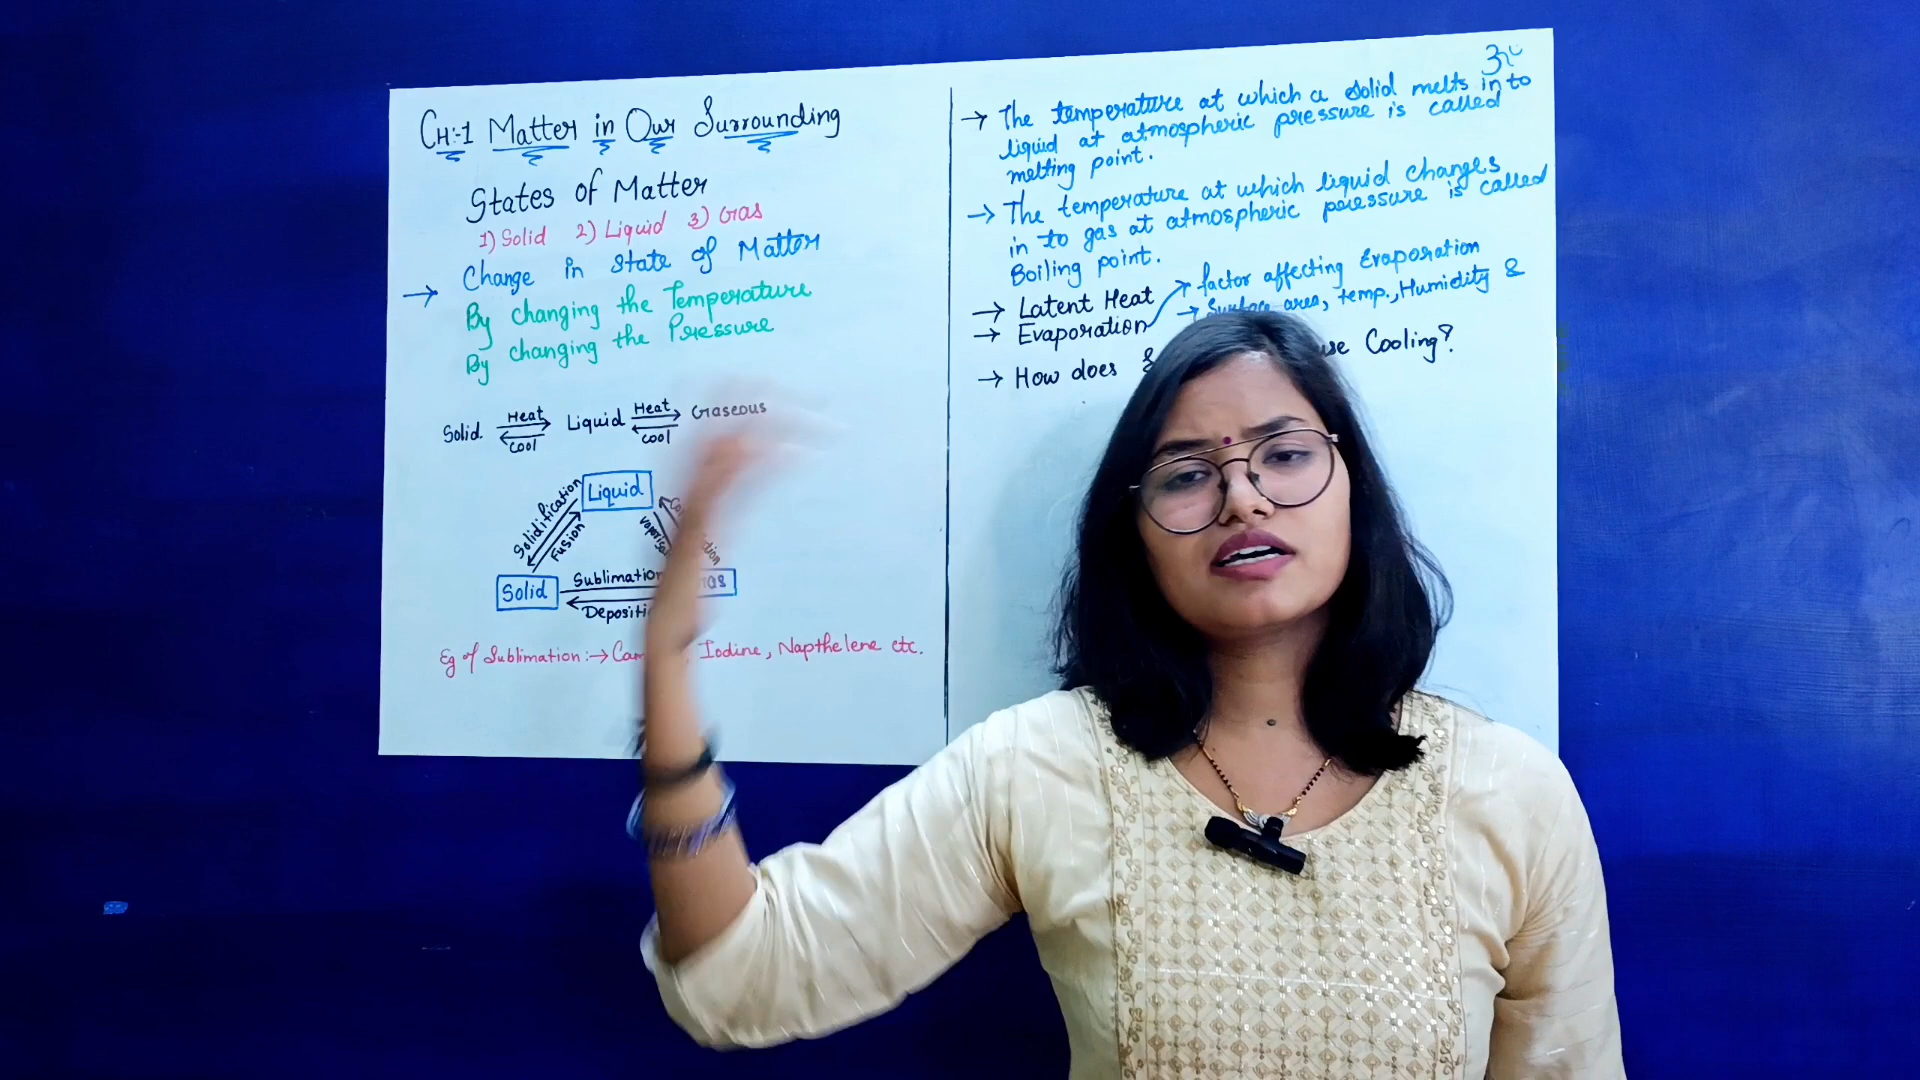 CH:-1 Matter in Our Surrounding
States of Matter
1) Solid 2) Liquid 3) Gas
→ Change in state of Matter
By changing the Temperature
By changing the Pressure
Solid Heat Cool Liquid Heat Cool Gaseous
Liquid
Solidification
Fusion
Solid
Sublimation
→ The temperature at which a solid melts in to
liquid at atmospheric pressure is called
melting point.
→ The temperature at which liquid changes
in to gas at atmospheric peressure is called
Boiling point.
→ Latent Heat
→ Evaporation
→ factor affecting Evaporation
→ Surface area, temp., Humidity &
→ How does Cooling?
Eg of Sublimation :→ Iodine, Napthelene etc.